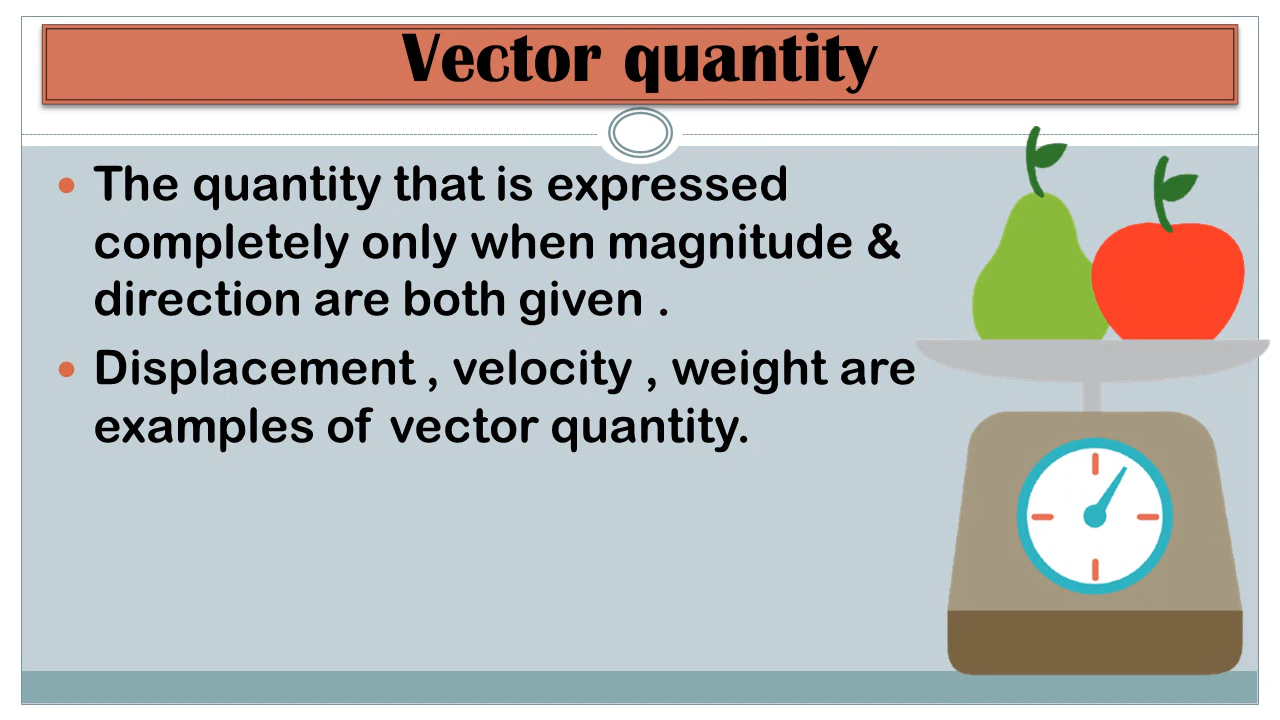 Vector quantity
• The quantity that is expressed
completely only when magnitude &
direction are both given .
• Displacement , velocity , weight are
examples of vector quantity.